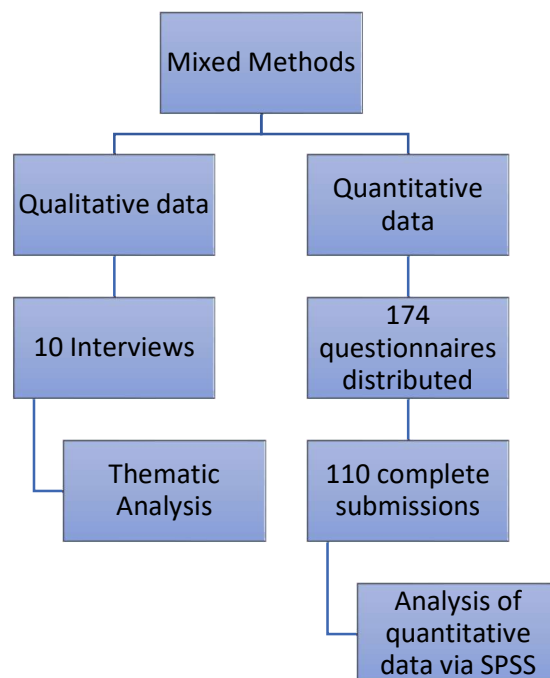 Mixed Methods
Qualitative data
Quantitative
data
10 Interviews
174
questionnaires
distributed
Thematic
Analysis
110 complete
submissions
Analysis of
quantitative
data via SPSS